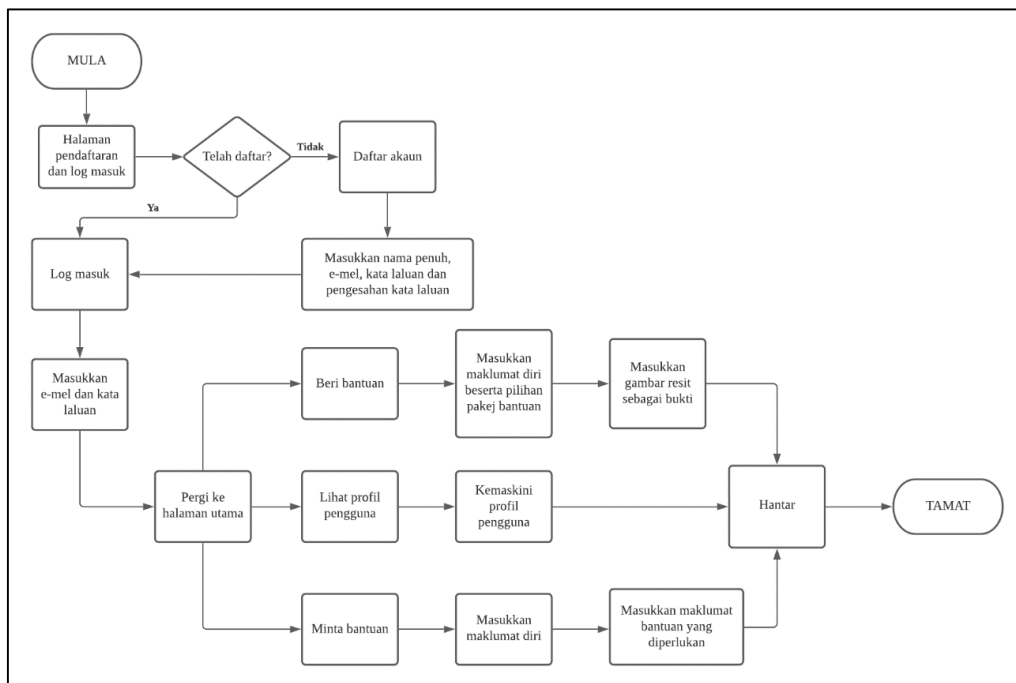 MULA
Halaman
pendaftaran
dan log masuk
Telah daftar?
Tidak
Daftar akaun
Ya
Log masuk
Masukkan nama penuh,
e-mel, kata laluan dan
pengesahan kata laluan
Masukkan
e-mel dan kata
laluan
Beri bantuan
Masukkan
maklumat diri
beserta pilihan
pakej bantuan
Masukkan
gambar resit
sebagai bukti
Pergi ke
halaman utama
Lihat profil
pengguna
Kemaskini
profil
pengguna
Hantar
TAMAT
Minta bantuan
Masukkan
maklumat diri
Masukkan maklumat
bantuan yang
diperlukan